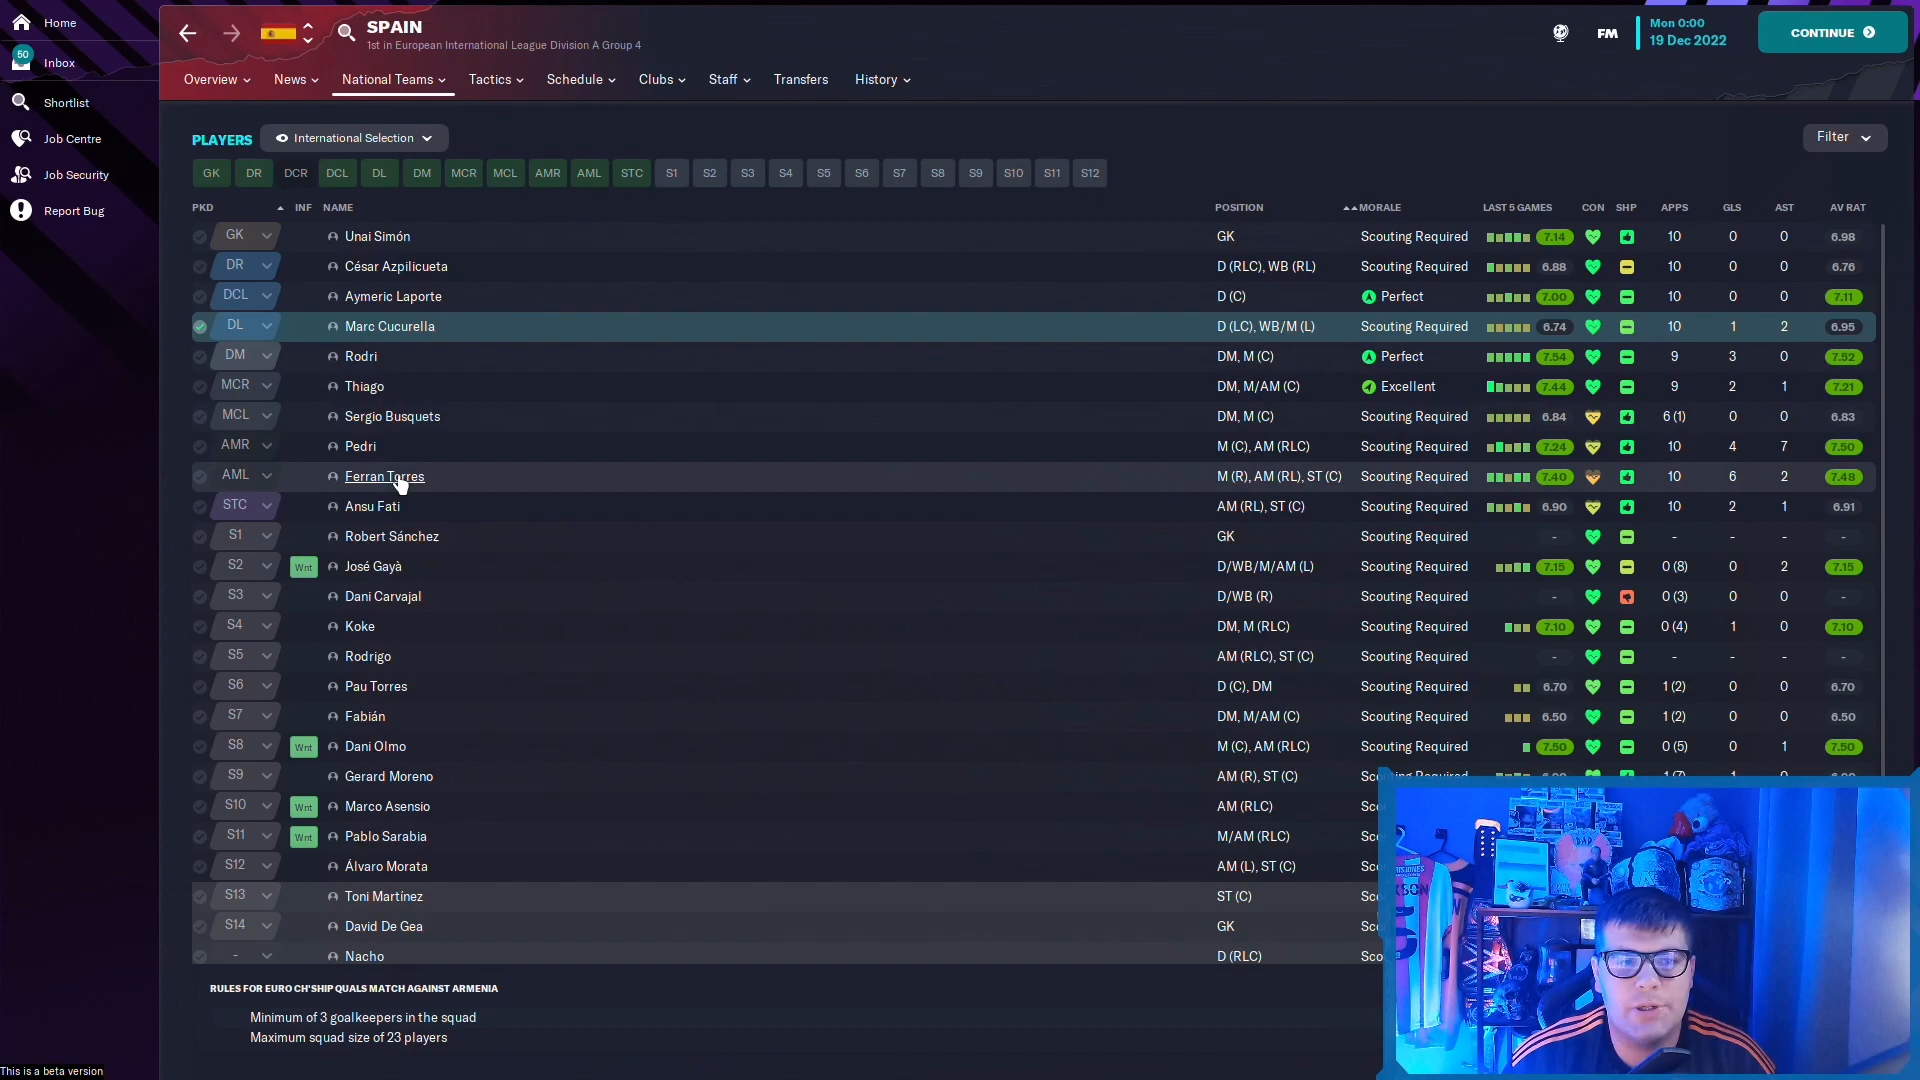 Home
50
Inbox
Shortlist
Job Centre
Job Security
Report Bug
SPAIN
1st in European International League Division A Group 4
FM
Mon 0:00
19 Dec 2022
CONTINUE
Overview News National Teams Tactics Schedule Clubs Staff Transfers History
PLAYERS International Selection Filter
GK DR DCR DCL DL DM MCR MCL AMR AML STC S1 S2 S3 S4 S5 S6 S7 S8 S9 S10 S11 S12
PKD INF NAME POSITION MORALE LAST 5 GAMES CON SHP APPS GLS AST AV RAT
GK Unai Simón GK Scouting Required 7.14 10 0 0 6.98
DR César Azpilicueta D (RLC), WB (RL) Scouting Required 6.88 10 0 0 6.76
DCL Aymeric Laporte D (C) Perfect 7.00 10 0 0 7.11
DL Marc Cucurella D (LC), WB/M (L) Scouting Required 6.74 10 1 2 6.95
DM Rodri DM, M (C) Perfect 7.54 9 3 0 7.52
MCR Thiago DM, M/AM (C) Excellent 7.44 9 2 1 7.21
MCL Sergio Busquets DM, M (C) Scouting Required 6.84 6 (1) 0 0 6.83
AMR Pedri M (C), AM (RLC) Scouting Required 7.24 10 4 7 7.50
AML Ferran Torres M (R), AM (RL), ST (C) Scouting Required 7.40 10 6 2 7.48
STC Ansu Fati AM (RL), ST (C) Scouting Required 6.90 10 2 1 6.91
S1 Robert Sánchez GK Scouting Required - - - - -
S2 Wnt José Gayà D/WB/M/AM (L) Scouting Required 7.15 0 (8) 0 2 7.15
S3 Dani Carvajal D/WB (R) Scouting Required - 0 (3) 0 0 -
S4 Koke DM, M (RLC) Scouting Required 7.10 0 (4) 1 0 7.10
S5 Rodrigo AM (RLC), ST (C) Scouting Required - - - - -
S6 Pau Torres D (C), DM Scouting Required 6.70 1 (2) 0 0 6.70
S7 Fabián DM, M/AM (C) Scouting Required 6.50 1 (2) 0 0 6.50
S8 Wnt Dani Olmo M (C), AM (RLC) Scouting Required 7.50 0 (5) 0 1 7.50
S9 Gerard Moreno AM (R), ST (C)
S10 Wnt Marco Asensio AM (RLC)
S11 Wnt Pablo Sarabia M/AM (RLC)
S12 Álvaro Morata AM (L), ST (C)
S13 Toni Martínez ST (C)
S14 David De Gea GK
- Nacho D (RLC)
RULES FOR EURO CH'SHIP QUALS MATCH AGAINST ARMENIA
Minimum of 3 goalkeepers in the squad
Maximum squad size of 23 players
This is a beta version